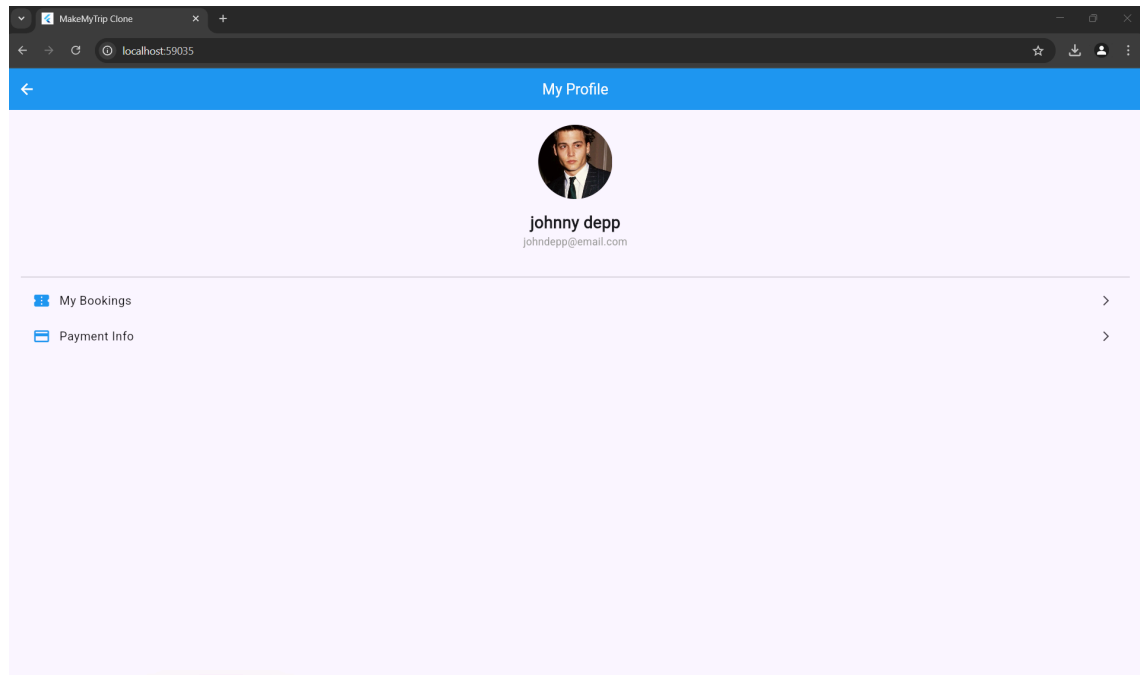 MakeMyTrip Clone
localhost:59035
My Profile
johnny depp
johndepp@email.com
My Bookings
Payment Info